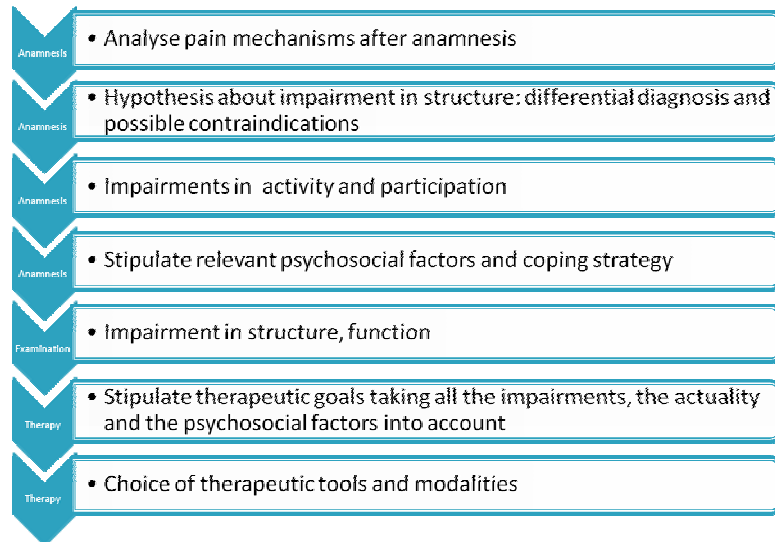 Anamnesis
• Analyse pain mechanisms after anamnesis
Anamnesis
• Hypothesis about impairment in structure: differential diagnosis and
possible contraindications
Anamnesis
• Impairments in activity and participation
Anamnesis
• Stipulate relevant psychosocial factors and coping strategy
Examination
• Impairment in structure, function
Therapy
• Stipulate therapeutic goals taking all the impairments, the actuality
and the psychosocial factors into account
Therapy
• Choice of therapeutic tools and modalities